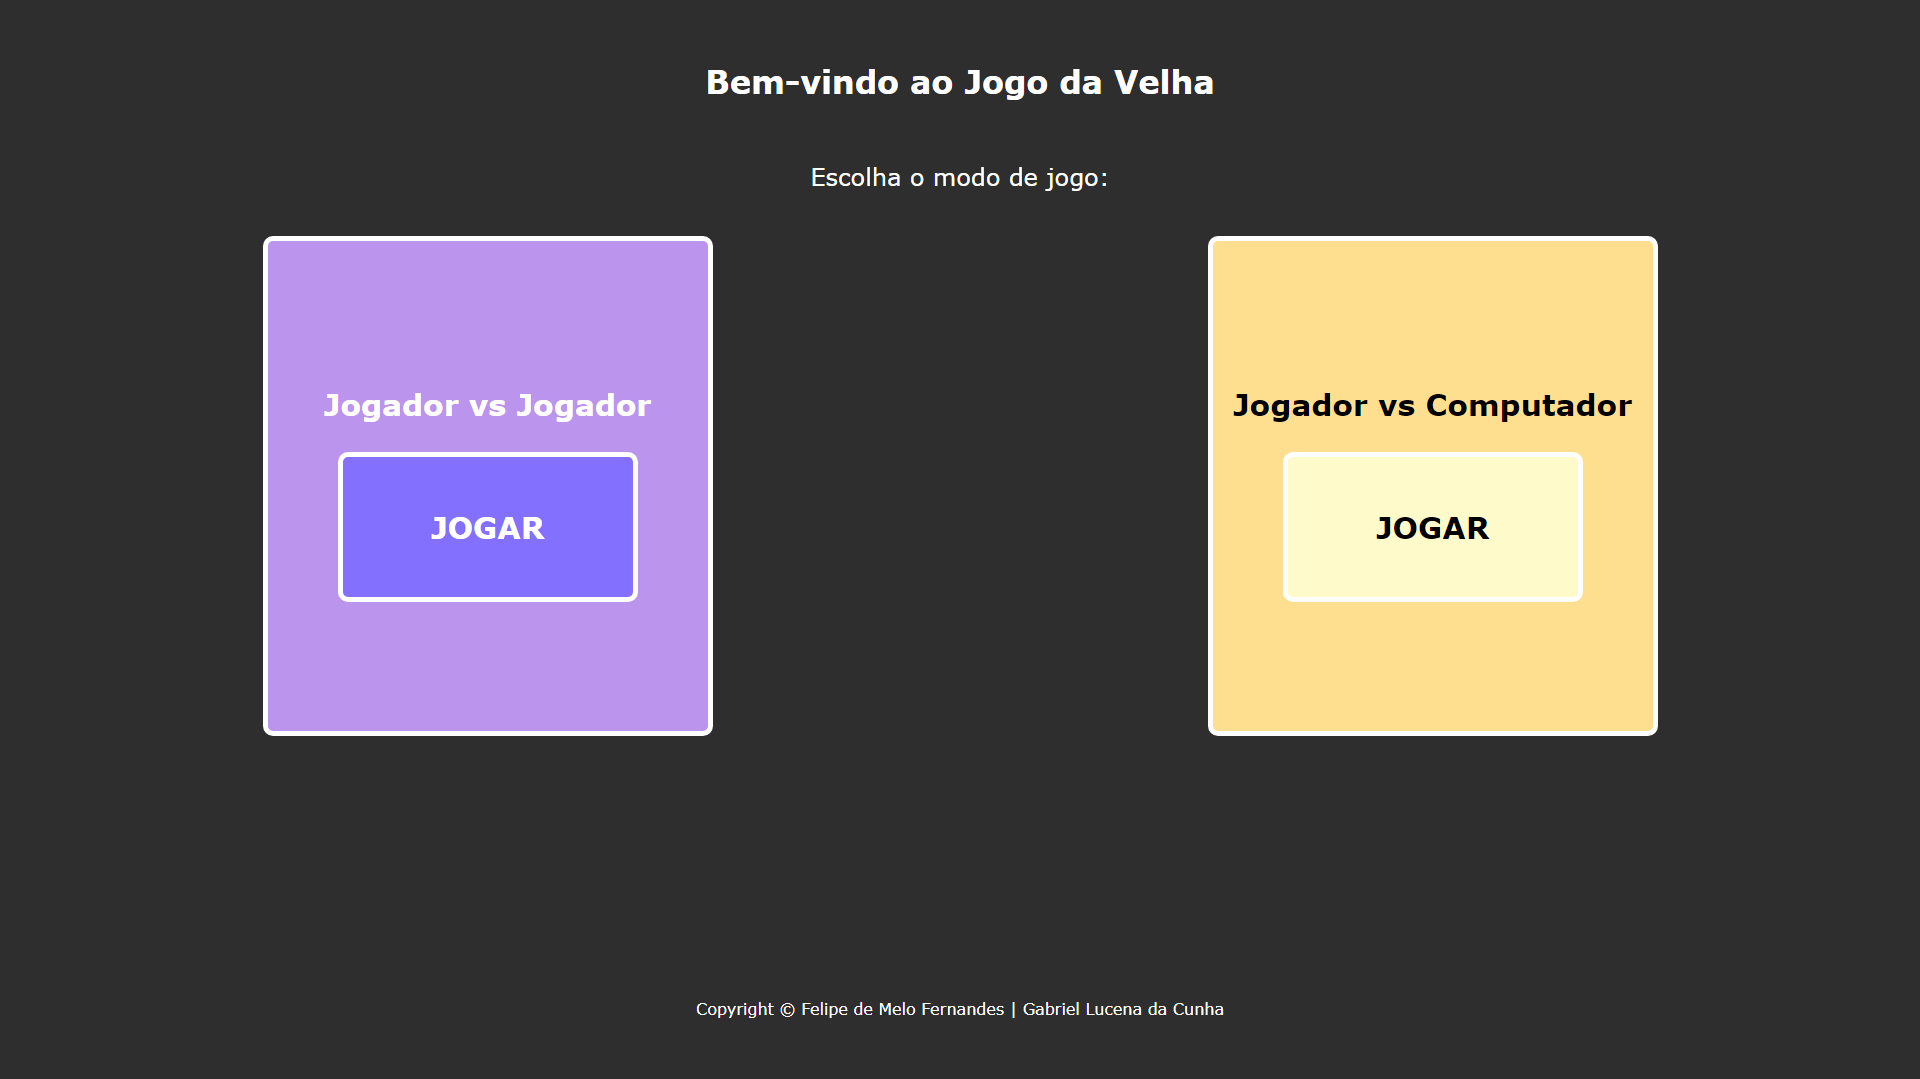 Bem-vindo ao Jogo da Velha
Escolha o modo de jogo:
Jogador vs Jogador
JOGAR
Jogador vs Computador
JOGAR
Copyright © Felipe de Melo Fernandes | Gabriel Lucena da Cunha